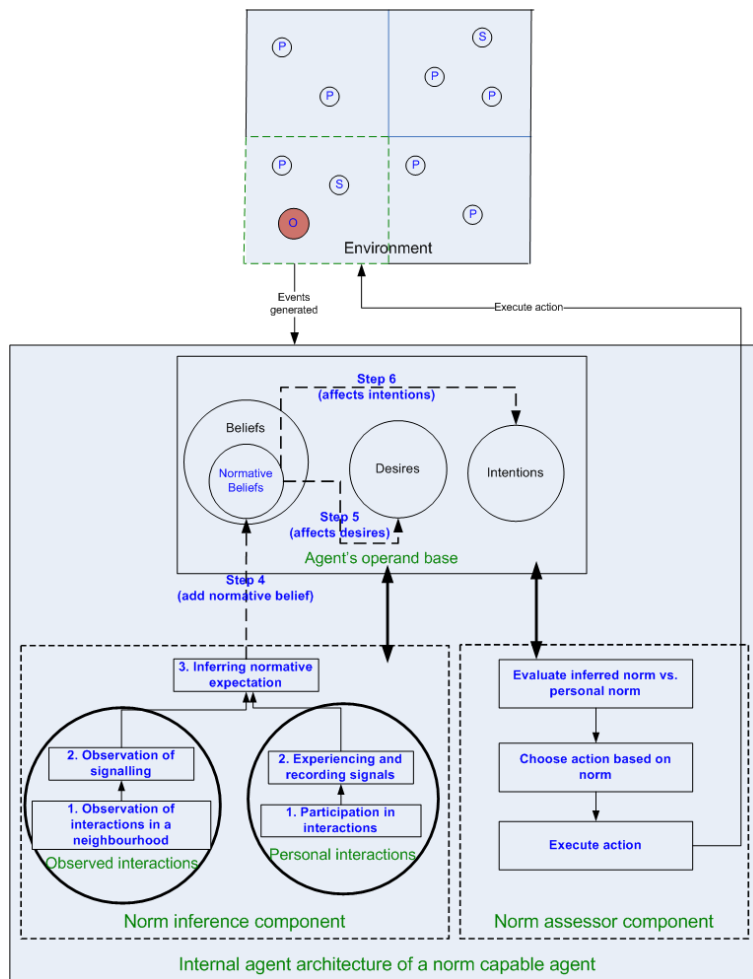 S
P
P
P
P
P
P
S
P
O
Environment
Events
generated
Execute action
Step 6
(affects intentions)
Beliefs
Normative
Beliefs
Desires
Intentions
Step 5
(affects desires)
Agent's operand base
Step 4
(add normative belief)
3. Inferring normative
expectation
2. Observation of
signalling
1. Observation of
interactions in a
neighbourhood
Observed interactions
2. Experiencing and
recording signals
1. Participation in
interactions
Personal interactions
Norm inference component
Evaluate inferred norm vs.
personal norm
Choose action based on
norm
Execute action
Norm assessor component
Internal agent architecture of a norm capable agent